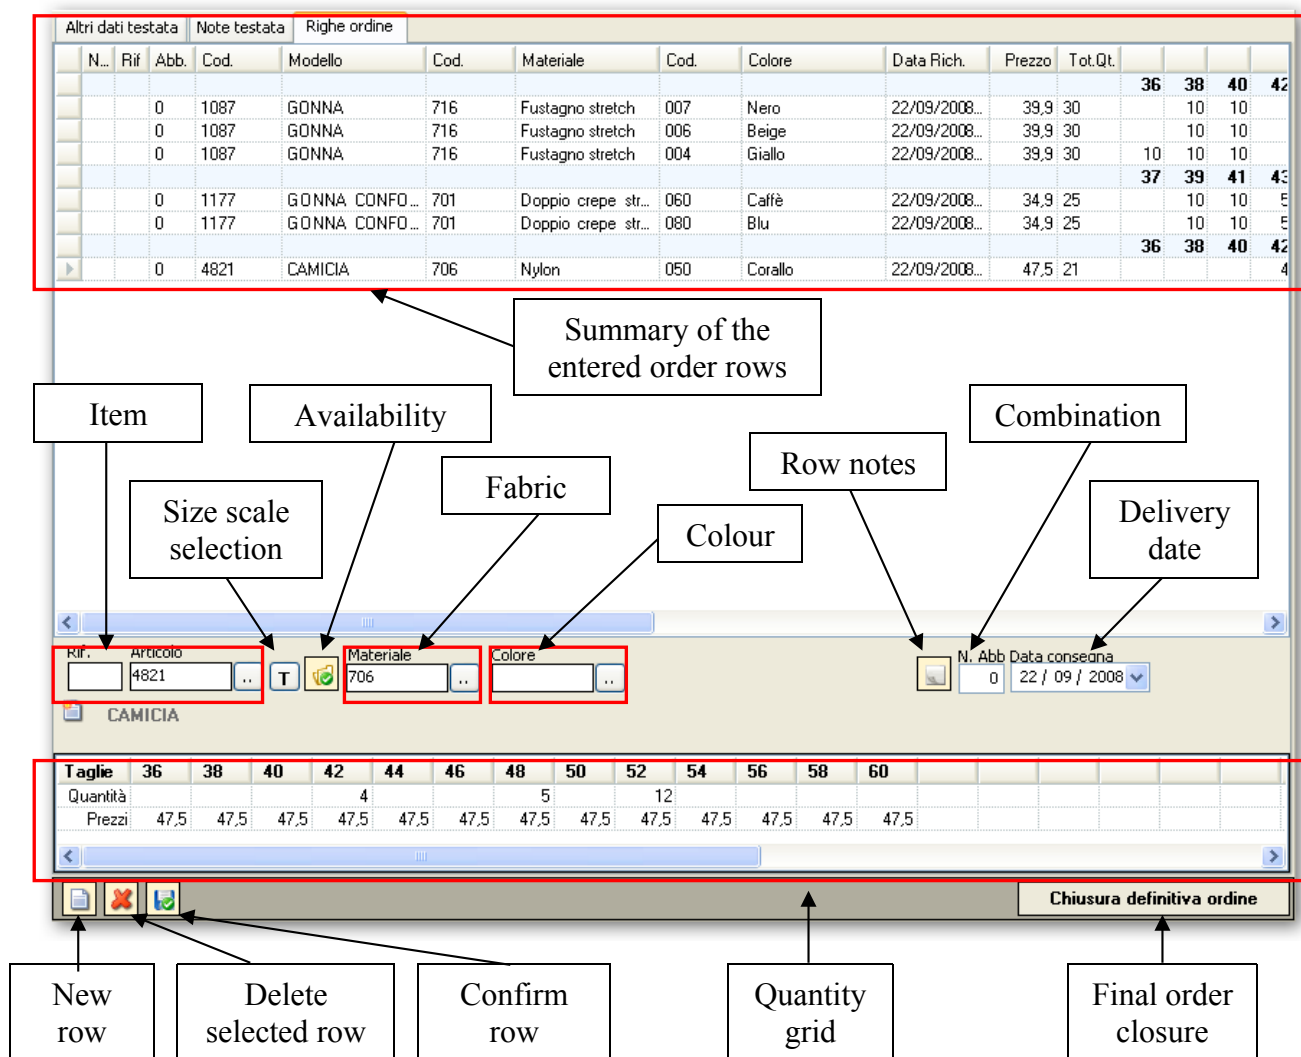 Altri dati testata Note testata Righe ordine
N... Rif Abb. Cod. Modello Cod. Materiale Cod. Colore Data Rich. Prezzo Tot.Qt.
36 38 40 42
0 1087 GONNA 716 Fustagno stretch 007 Nero 22/09/2008... 39,9 30 10 10
0 1087 GONNA 716 Fustagno stretch 006 Beige 22/09/2008... 39,9 30 10 10
0 1087 GONNA 716 Fustagno stretch 004 Giallo 22/09/2008... 39,9 30 10 10 10
37 39 41 43
0 1177 GONNA CONFO... 701 Doppio crepe str... 060 Caffè 22/09/2008... 34,9 25 10 10 5
0 1177 GONNA CONFO... 701 Doppio crepe str... 080 Blu 22/09/2008... 34,9 25 10 10 5
36 38 40 42
0 4821 CAMICIA 706 Nylon 050 Corallo 22/09/2008... 47,5 21 4
Summary of the
entered order rows
Item
Availability
Combination
Row notes
Fabric
Size scale
selection
Colour
Delivery
date
Rif. Articolo Materiale Colore N. Abb Data consegna
4821 .. T 706 .. .. 0 22 / 09 / 2008
CAMICIA
Taglie 36 38 40 42 44 46 48 50 52 54 56 58 60
Quantità 4 5 12
Prezzi 47,5 47,5 47,5 47,5 47,5 47,5 47,5 47,5 47,5 47,5 47,5 47,5 47,5
Chiusura definitiva ordine
New
row
Delete
selected row
Confirm
row
Quantity
grid
Final order
closure